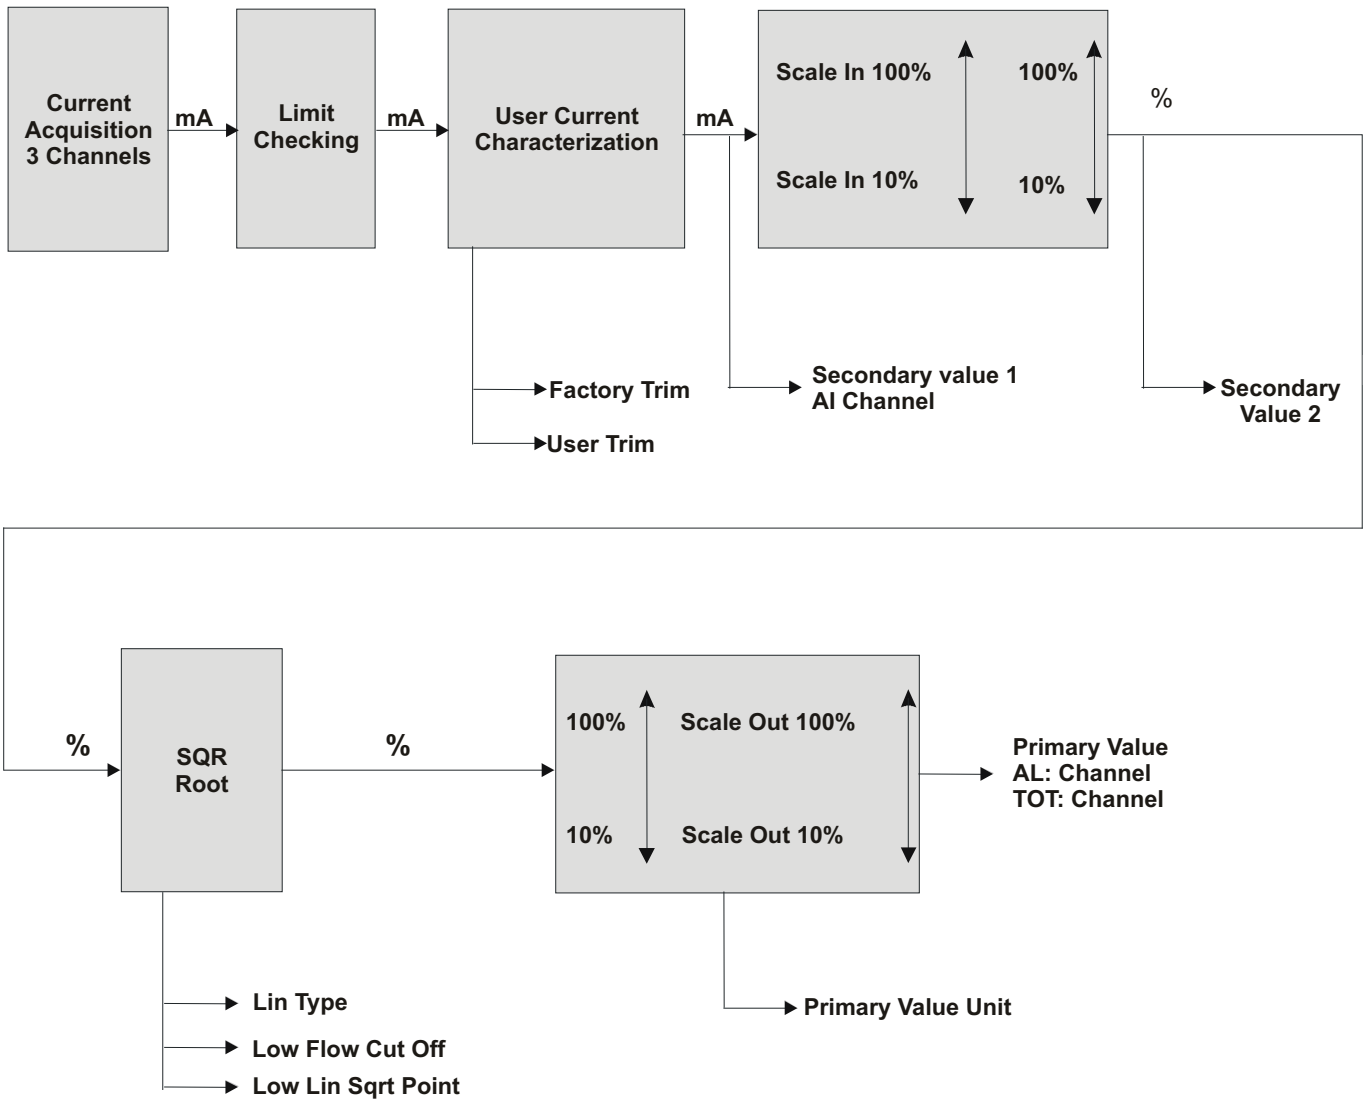 Current
Acquisition
3 Channels
mA
Limit
Checking
mA
User Current
Characterization
mA
Scale In 100%
100%
Scale In 10%
10%
%
Factory Trim
User Trim
Secondary value 1
AI Channel
Secondary
Value 2
%
SQR
Root
%
100%
Scale Out 100%
10%
Scale Out 10%
Primary Value
AL: Channel
TOT: Channel
Lin Type
Low Flow Cut Off
Low Lin Sqrt Point
Primary Value Unit